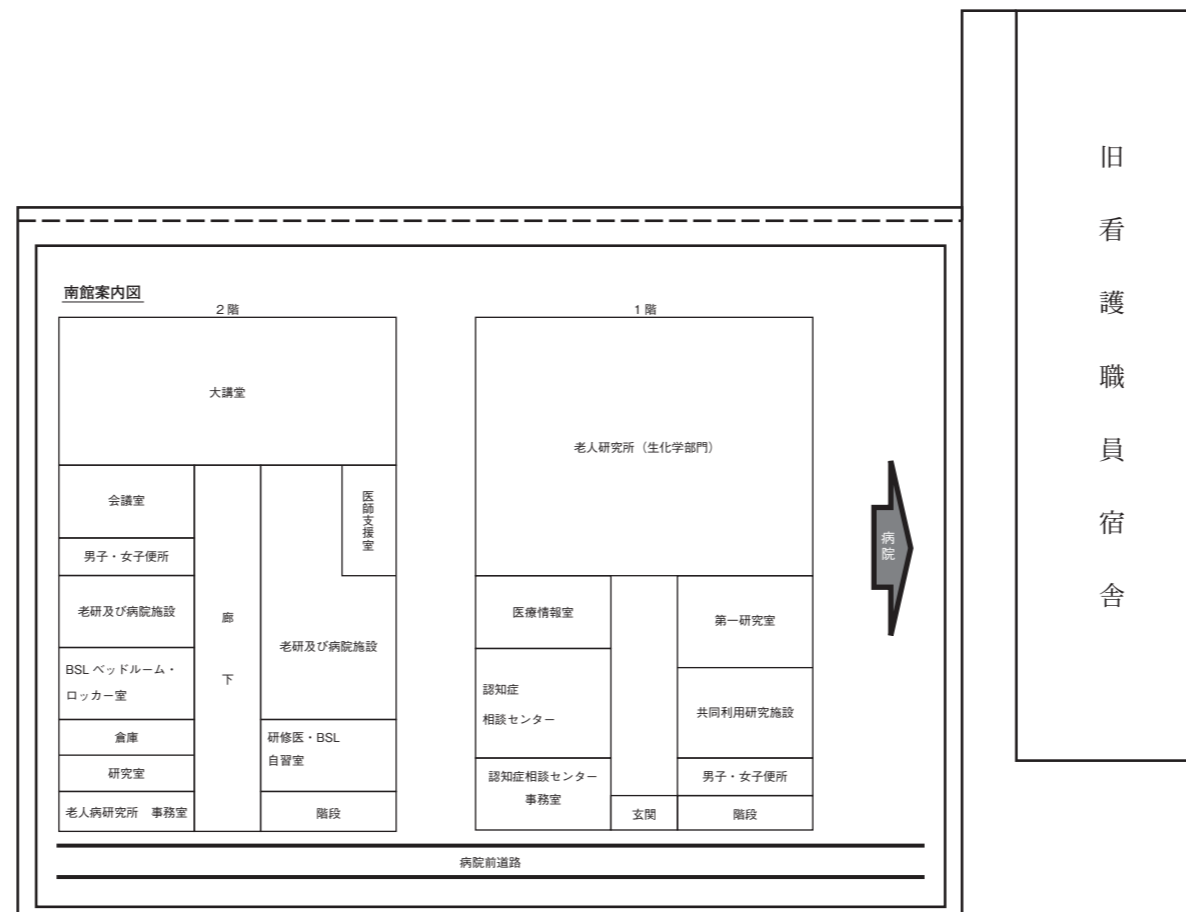 南館案内図
2階
大講堂
会議室
男子・女子便所
老研及び病院施設
BSL ベッドルーム・
ロッカー室
倉庫
研究室
老人病研究所 事務室
廊下
医師支援室
老研及び病院施設
研修医・BSL
自習室
階段
1階
老人研究所（生化学部門）
医療情報室
認知症
相談センター
認知症相談センター
事務室
玄関
第一研究室
共同利用研究施設
男子・女子便所
階段
病院
病院前道路
旧看護職員宿舎